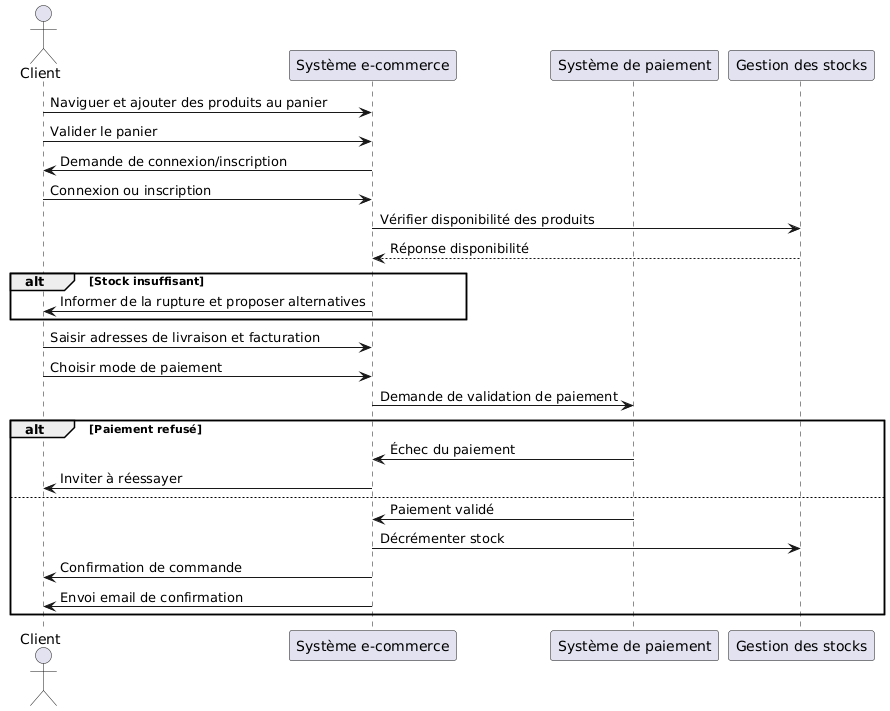 Client
Système e-commerce
Système de paiement
Gestion des stocks
Naviguer et ajouter des produits au panier
Valider le panier
Demande de connexion/inscription
Connexion ou inscription
Vérifier disponibilité des produits
Réponse disponibilité
alt [Stock insuffisant]
Informer de la rupture et proposer alternatives
Saisir adresses de livraison et facturation
Choisir mode de paiement
Demande de validation de paiement
alt [Paiement refusé]
Échec du paiement
Inviter à réessayer
Paiement validé
Décrémenter stock
Confirmation de commande
Envoi email de confirmation
Client
Système e-commerce
Système de paiement
Gestion des stocks